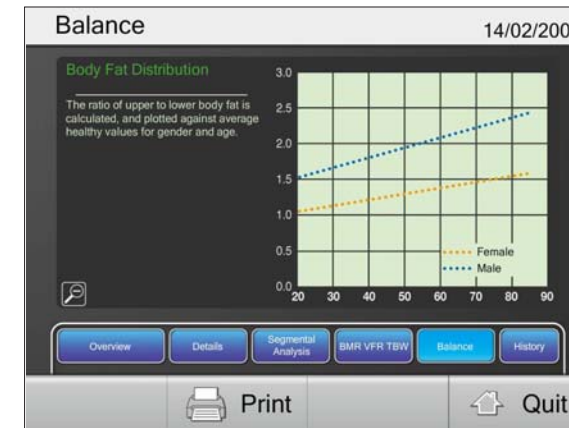 Balance
14/02/200
Body Fat Distribution
The ratio of upper to lower body fat is
calculated, and plotted against average
healthy values for gender and age.
3.0
2.5
2.0
1.5
1.0
0.5
0.0
Female
Male
20 30 40 50 60 70 80 90
Overview
Details
Segmental
Analysis
BMR VFR TBW
Balance
History
Print
Quit